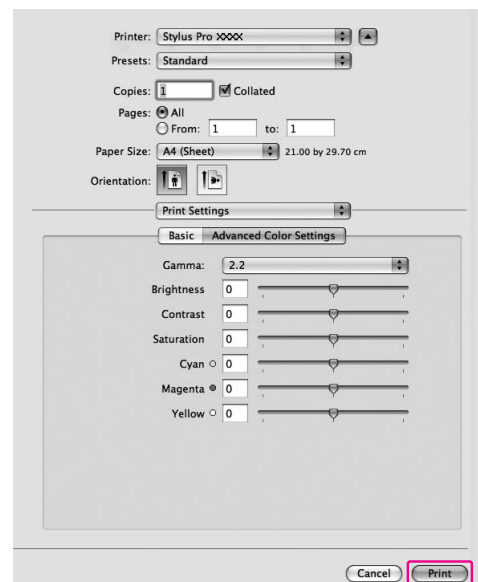 Printer: Stylus Pro XXXX
Presets: Standard
Copies: 1 Collated
Pages: All
From: 1 to: 1
Paper Size: A4 (Sheet) 21.00 by 29.70 cm
Orientation:
Print Settings
Basic Advanced Color Settings
Gamma: 2.2
Brightness 0
Contrast 0
Saturation 0
Cyan 0
Magenta 0
Yellow 0
Cancel Print